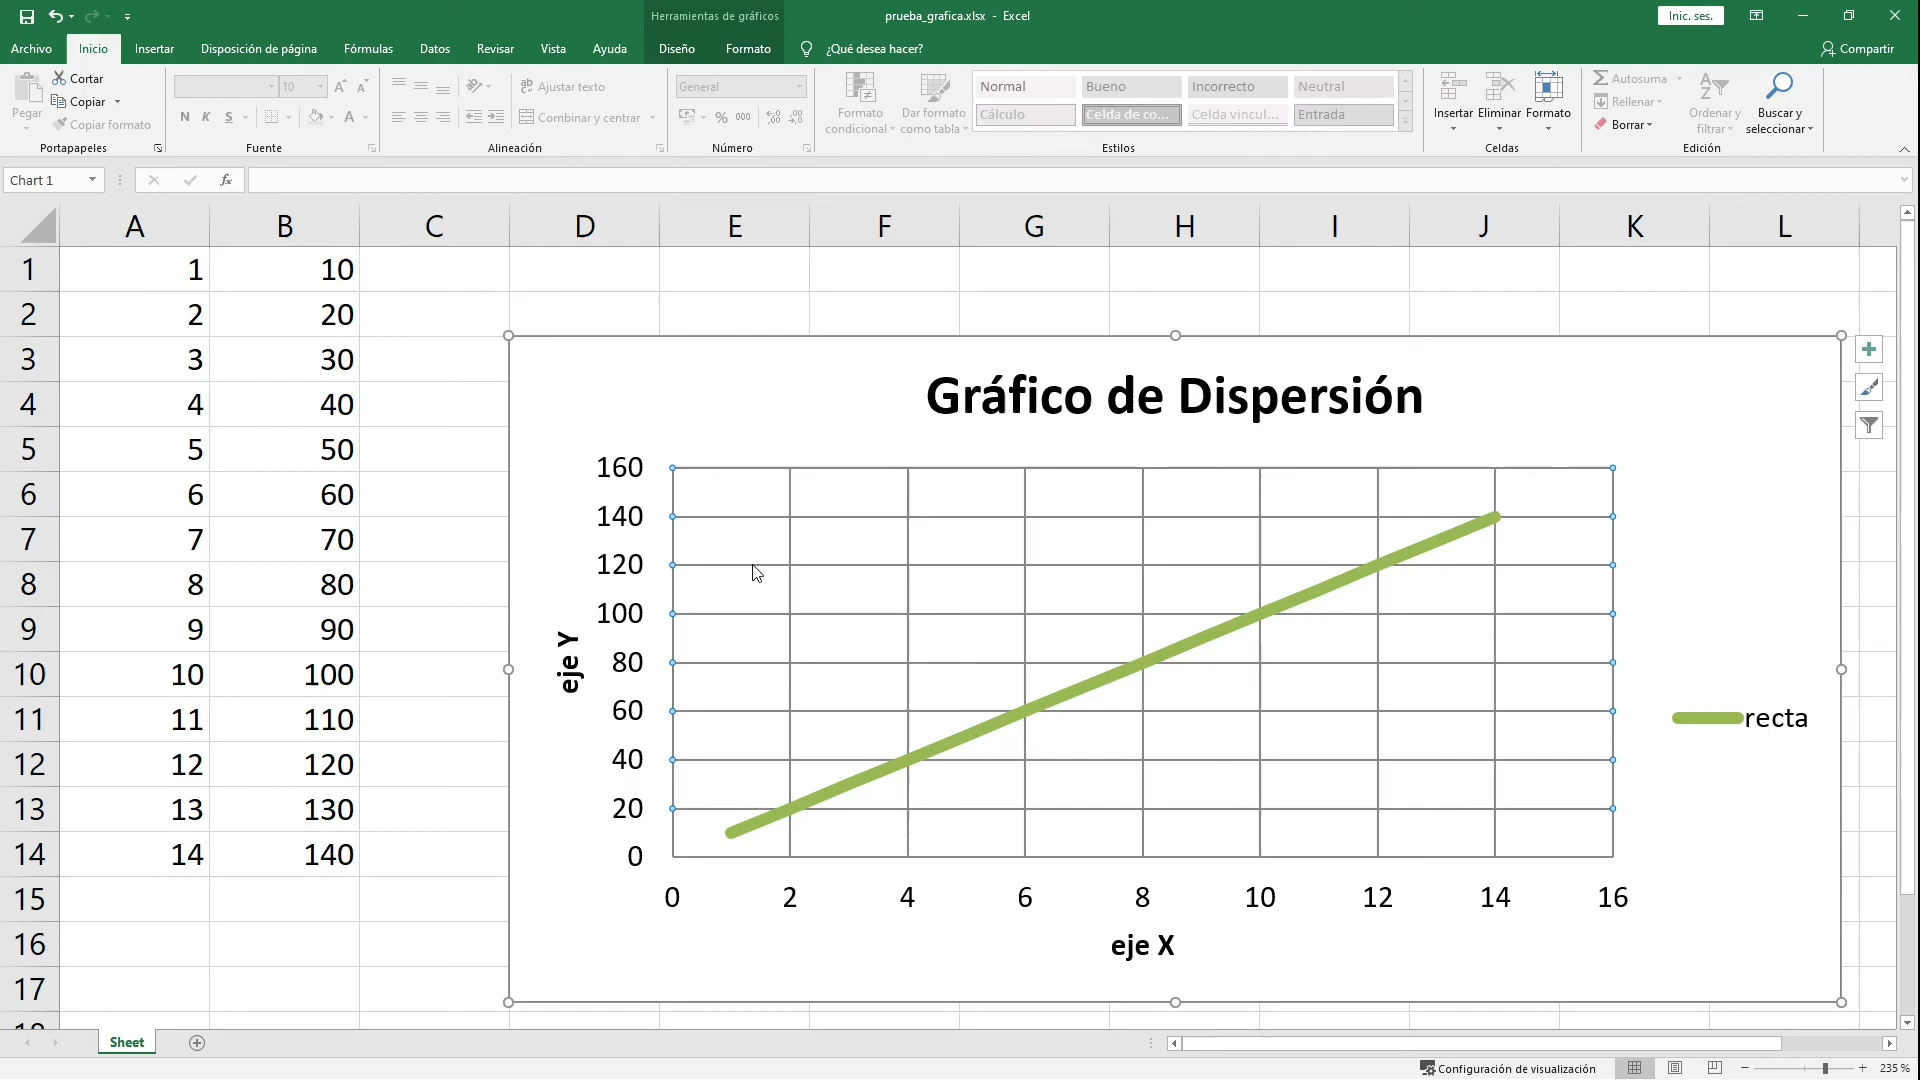 Herramientas de gráficos
prueba_grafica.xlsx - Excel
Inic. ses.
Archivo Inicio Insertar Disposición de página Fórmulas Datos Revisar Vista Ayuda Diseño Formato ¿Qué desea hacer? Compartir
Pegar
Cortar
Copiar
Copiar formato
Portapapeles
10
N K S
Fuente
Ajustar texto
Combinar y centrar
Alineación
General
% 000
Número
Formato condicional
Dar formato como tabla
Normal Bueno Incorrecto Neutral
Cálculo Celda de co... Celda vincul... Entrada
Estilos
Insertar Eliminar Formato
Celdas
Autosuma
Rellenar
Borrar
Ordenar y filtrar
Buscar y seleccionar
Edición
Chart 1
fx
A B C D E F G H I J K L
1 1 10
2 2 20
3 3 30
4 4 40
5 5 50
6 6 60
7 7 70
8 8 80
9 9 90
10 10 100
11 11 110
12 12 120
13 13 130
14 14 140
15
16
17
18
Gráfico de Dispersión
160
140
120
100
80
60
40
20
0
eje Y
0 2 4 6 8 10 12 14 16
eje X
recta
Sheet
Configuración de visualización
235 %